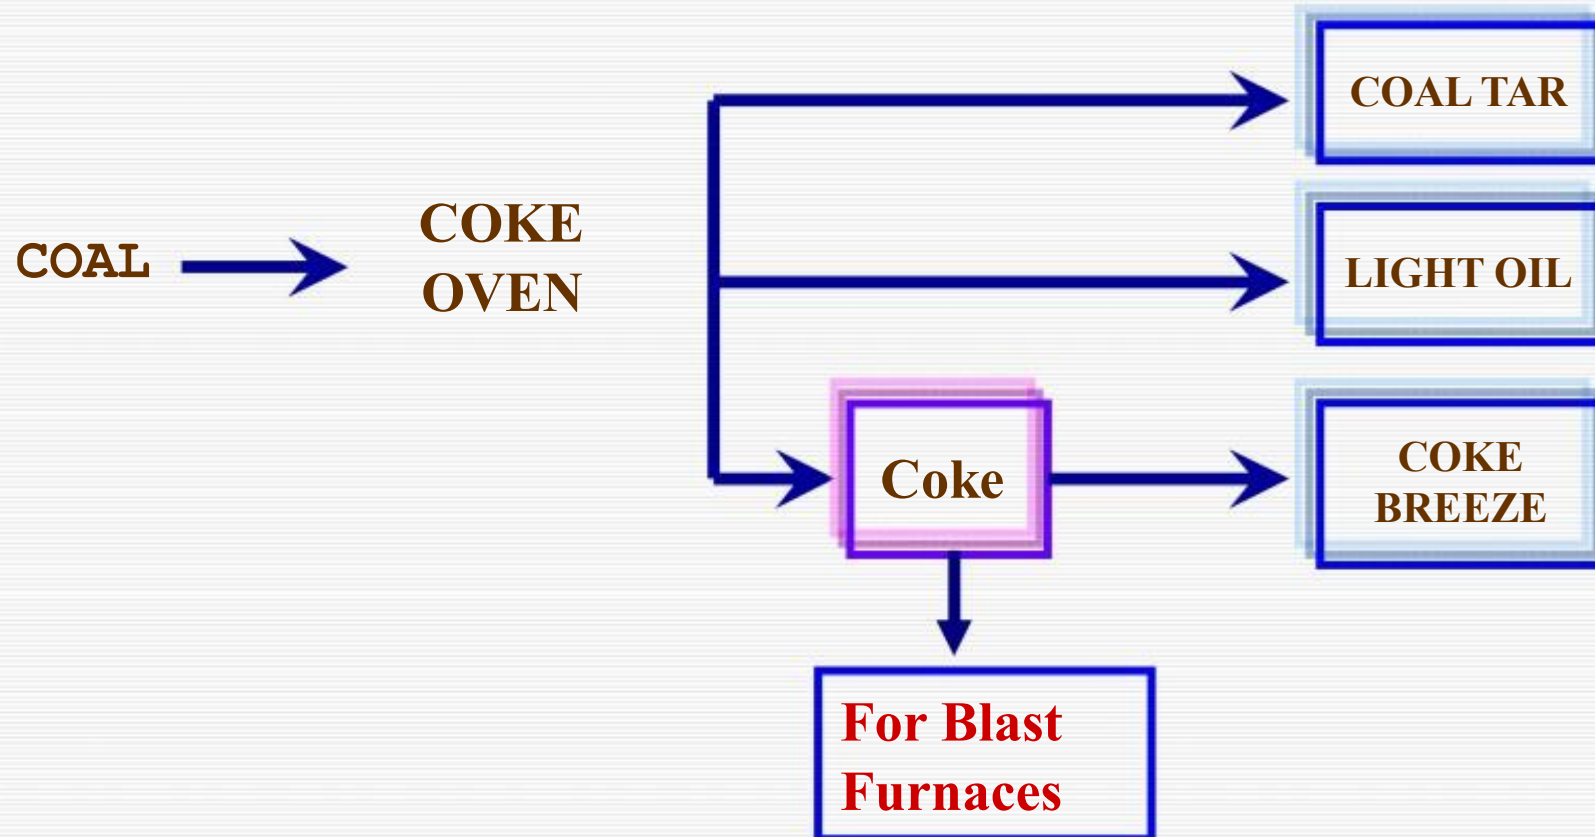 COAL TAR
COAL
COKE
OVEN
LIGHT OIL
Coke
COKE
BREEZE
For Blast
Furnaces